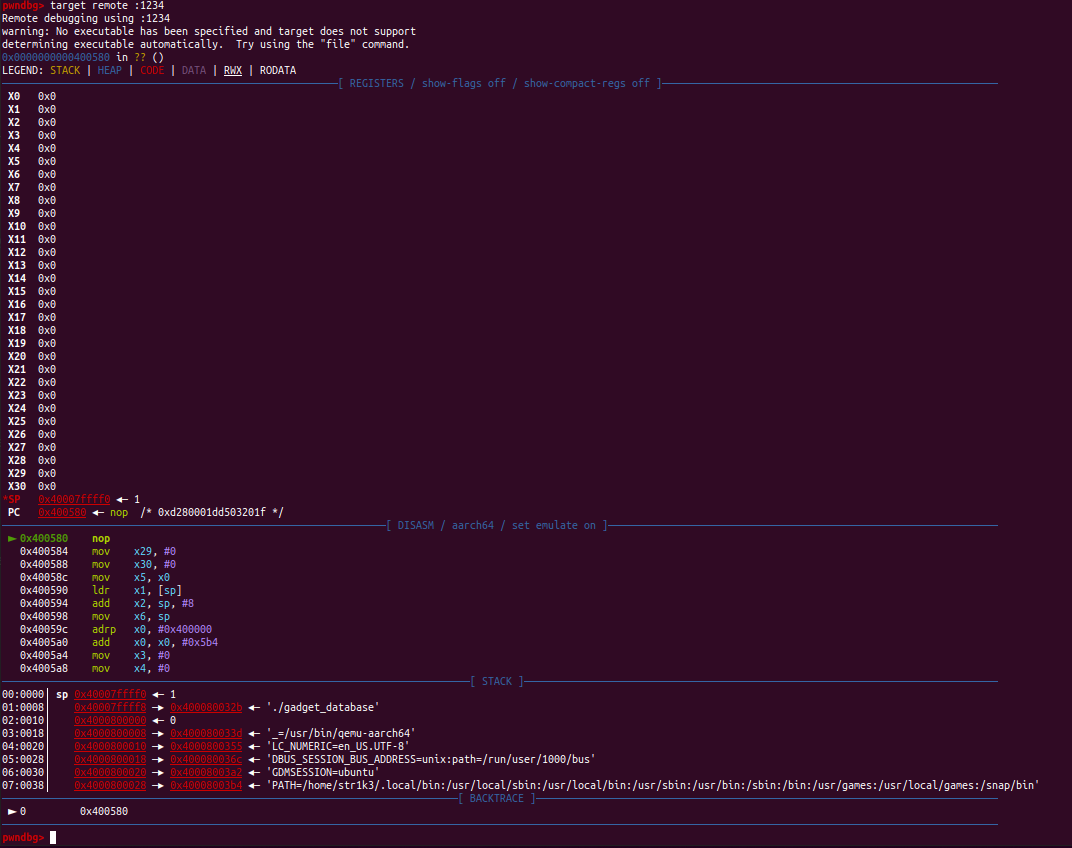 pwndbg> target remote :1234
Remote debugging using :1234
warning: No executable has been specified and target does not support
determining executable automatically.  Try using the "file" command.
0x0000000000400580 in ?? ()
LEGEND: STACK | HEAP | CODE | DATA | RWX | RODATA
[ REGISTERS / show-flags off / show-compact-regs off ]
X0 0x0
X1 0x0
X2 0x0
X3 0x0
X4 0x0
X5 0x0
X6 0x0
X7 0x0
X8 0x0
X9 0x0
X10 0x0
X11 0x0
X12 0x0
X13 0x0
X14 0x0
X15 0x0
X16 0x0
X17 0x0
X18 0x0
X19 0x0
X20 0x0
X21 0x0
X22 0x0
X23 0x0
X24 0x0
X25 0x0
X26 0x0
X27 0x0
X28 0x0
X29 0x0
X30 0x0
*SP 0x40007ffff0 ◂— 1
PC 0x400580 ◂— nop /* 0xd280001dd503201f */
[ DISASM / aarch64 / set emulate on ]
► 0x400580 nop
0x400584 mov x29, #0
0x400588 mov x30, #0
0x40058c mov x5, x0
0x400590 ldr x1, [sp]
0x400594 add x2, sp, #8
0x400598 mov x6, sp
0x40059c adrp x0, #0x400000
0x4005a0 add x0, x0, #0x5b4
0x4005a4 mov x3, #0
0x4005a8 mov x4, #0
[ STACK ]
00:0000│ sp 0x40007ffff0 ◂— 1
01:0008│ 0x40007ffff8 —▸ 0x400080032b ◂— './gadget_database'
02:0010│ 0x4000800000 ◂— 0
03:0018│ 0x4000800008 —▸ 0x400080033d ◂— '_=/usr/bin/qemu-aarch64'
04:0020│ 0x4000800010 —▸ 0x4000800355 ◂— 'LC_NUMERIC=en_US.UTF-8'
05:0028│ 0x4000800018 —▸ 0x400080036c ◂— 'DBUS_SESSION_BUS_ADDRESS=unix:path=/run/user/1000/bus'
06:0030│ 0x4000800020 —▸ 0x40008003a2 ◂— 'GDMSESSION=ubuntu'
07:0038│ 0x4000800028 —▸ 0x40008003b4 ◂— 'PATH=/home/str1k3/.local/bin:/usr/local/sbin:/usr/local/bin:/usr/sbin:/usr/bin:/sbin:/bin:/usr/games:/usr/local/games:/snap/bin'
[ BACKTRACE ]
► 0 0x400580
pwndbg>